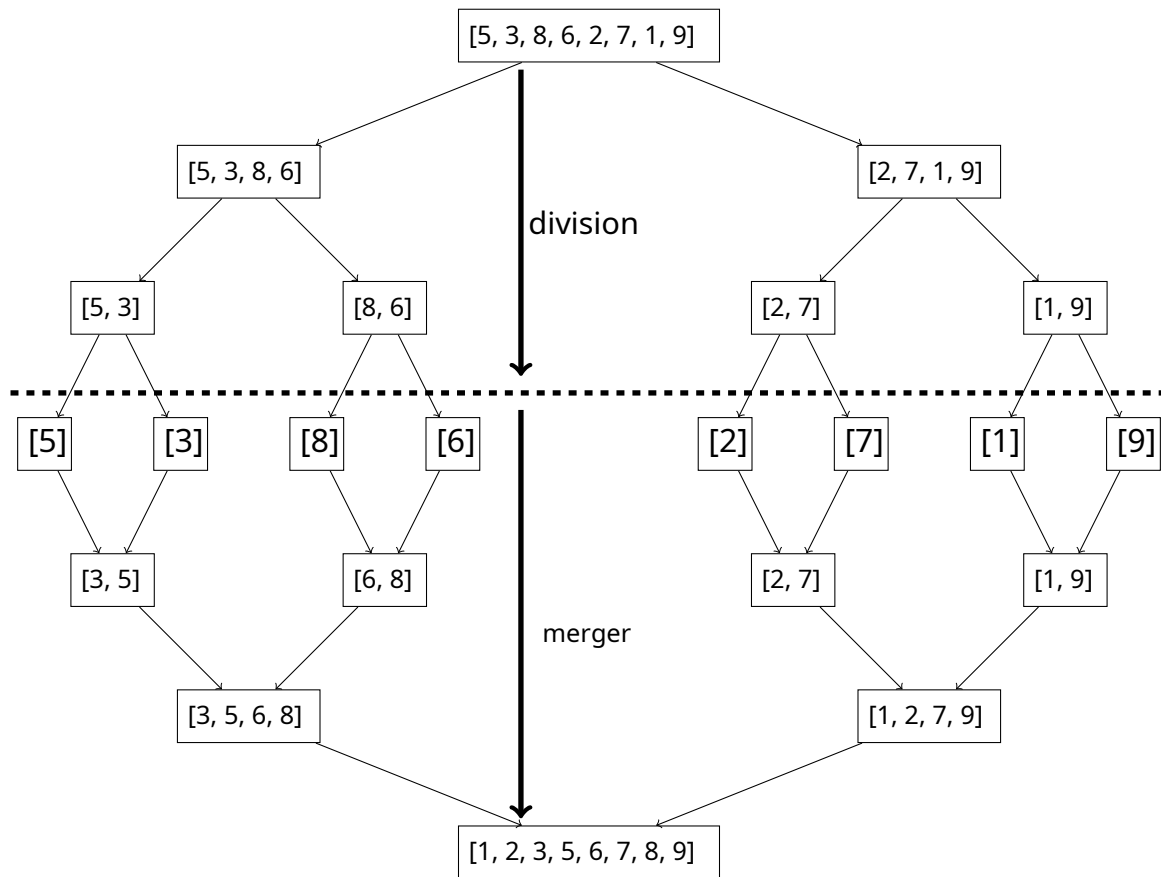 [5, 3, 8, 6, 2, 7, 1, 9]
[5, 3, 8, 6]
[2, 7, 1, 9]
division
[5, 3]
[8, 6]
[2, 7]
[1, 9]
[5]
[3]
[8]
[6]
[2]
[7]
[1]
[9]
[3, 5]
[6, 8]
[2, 7]
[1, 9]
merger
[3, 5, 6, 8]
[1, 2, 7, 9]
[1, 2, 3, 5, 6, 7, 8, 9]